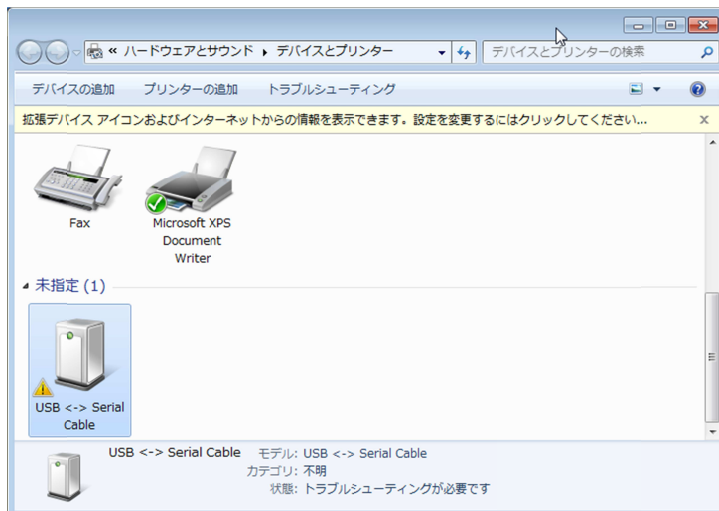 « ハードウェアとサウンド ▸ デバイスとプリンター
デバイスとプリンターの検索
デバイスの追加 プリンターの追加 トラブルシューティング
拡張デバイス アイコンおよびインターネットからの情報を表示できます。設定を変更するにはクリックしてください...
Fax
Microsoft XPS
Document
Writer
未指定 (1)
USB <-> Serial
Cable
USB <-> Serial Cable
モデル: USB <-> Serial Cable
カテゴリ: 不明
状態: トラブルシューティングが必要です